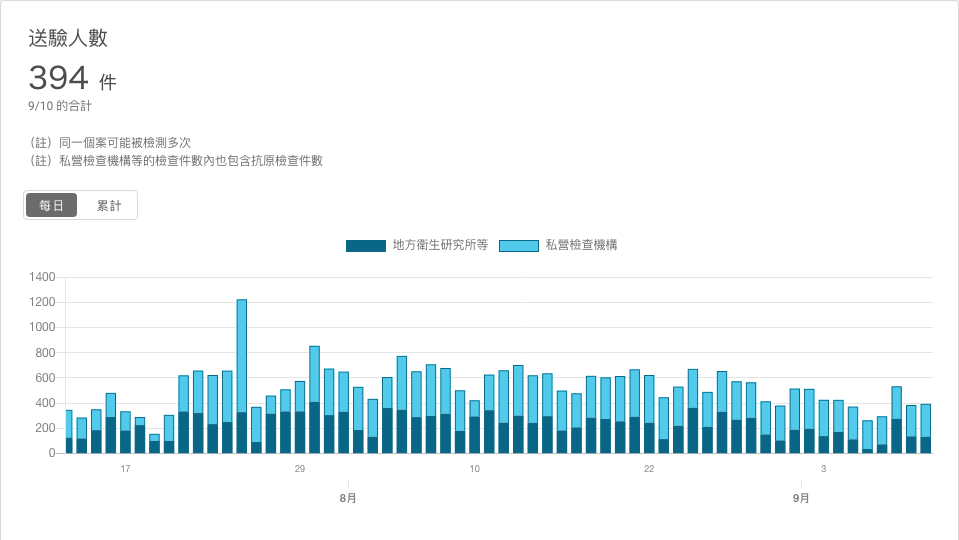 送驗人數
394 件
9/10 的合計
（註）同一個案可能被檢測多次
（註）私營檢查機構等的檢查件數內也包含抗原檢查件數
每日 累計
地方衛生研究所等 私營檢查機構
1400
1200
1000
800
600
400
200
0
17 29 10 22 3
8月 9月